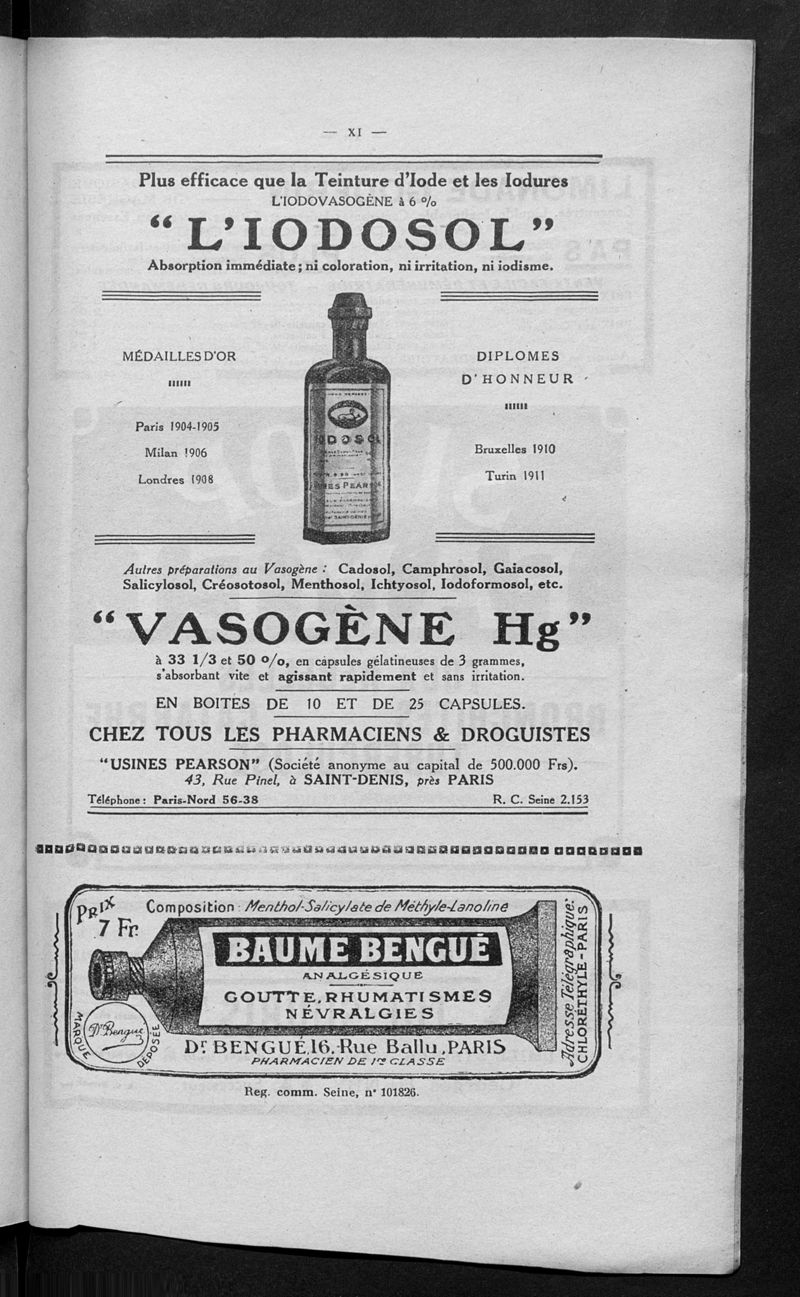 — XI —
Plus efficace que la Teinture d'Iode et les Iodures
L'IODOVASOGÈNE à 6 %
“ L'IODOSOL ”
Absorption immédiate ; ni coloration, ni irritation, ni iodisme.
MÉDAILLES D'OR
Paris 1904-1905
Milan 1906
Londres 1908
DIPLOMES
D'HONNEUR
Bruxelles 1910
Turin 1911
Autres préparations au Vasogène : Cadosol, Camphrosol, Gaiacosol,
Salicylosol, Créosotosol, Menthosol, Ichtyosol, Iodoformosol, etc.
“ VASOGÈNE Hg ”
à 33 1/3 et 50 %, en capsules gélatineuses de 3 grammes,
s'absorbant vite et agissant rapidement et sans irritation.
EN BOITES DE 10 ET DE 25 CAPSULES.
CHEZ TOUS LES PHARMACIENS & DROGUISTES
“USINES PEARSON” (Société anonyme au capital de 500.000 Frs).
43, Rue Pinel, à SAINT-DENIS, près PARIS
Téléphone : Paris-Nord 56-38 R. C. Seine 2.153
PRIX
7 Fr.
Composition : Menthol-Salicylate de Méthyle-Lanoline
BAUME BENGUÉ
ANALGÉSIQUE
GOUTTE, RHUMATISMES
NÉVRALGIES
Dr Bengué
MARQUE DÉPOSÉE
Dr BENGUÉ, 16, Rue Ballu, PARIS
PHARMACIEN DE 1re CLASSE
Adresse Télégraphique:
CHLORÉTHYLE-PARIS
Reg. comm. Seine, n° 101826.